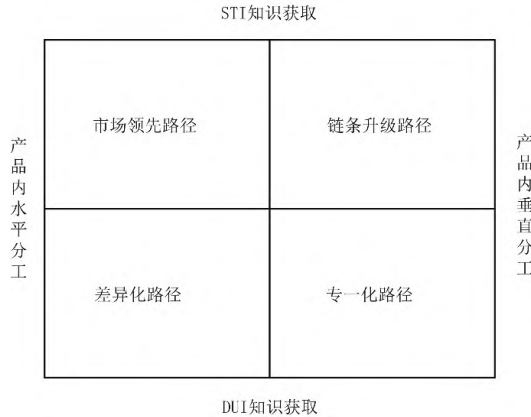 STI知识获取
市场领先路径
链条升级路径
产品内水平分工
产品内垂直分工
差异化路径
专一化路径
DUI知识获取